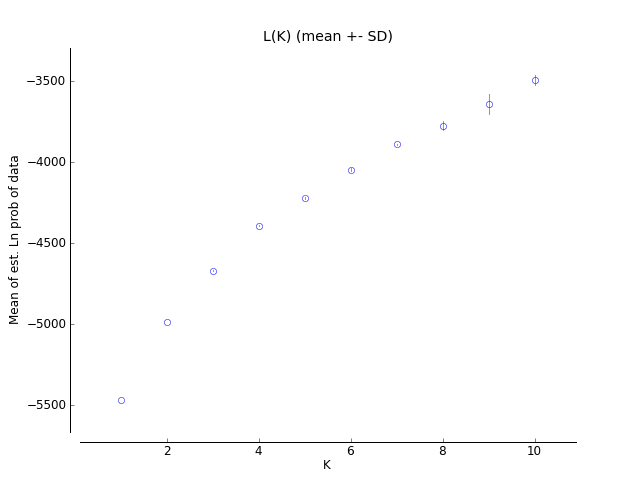 L(K) (mean +- SD)
Mean of est. Ln prob of data
−3500
−4000
−4500
−5000
−5500
2 4 6 8 10
K